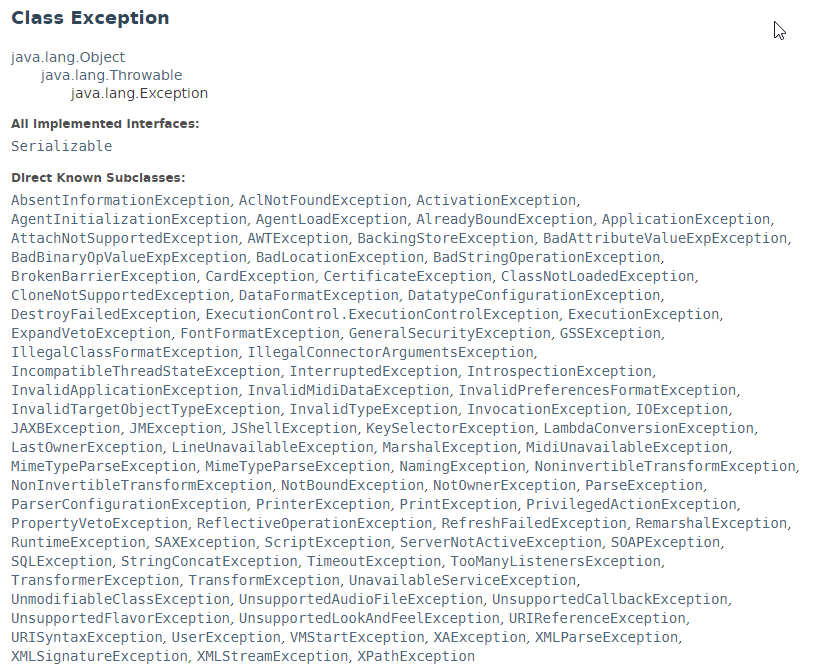 Class Exception
java.lang.Object
java.lang.Throwable
java.lang.Exception
All Implemented Interfaces:
Serializable
Direct Known Subclasses:
AbsentInformationException, AclNotFoundException, ActivationException,
AgentInitializationException, AgentLoadException, AlreadyBoundException, ApplicationException,
AttachNotSupportedException, AWTException, BackingStoreException, BadAttributeValueExpException,
BadBinaryOpValueExpException, BadLocationException, BadStringOperationException,
BrokenBarrierException, CardException, CertificateException, ClassNotLoadedException,
CloneNotSupportedException, DataFormatException, DatatypeConfigurationException,
DestroyFailedException, ExecutionControl.ExecutionControlException, ExecutionException,
ExpandVetoException, FontFormatException, GeneralSecurityException, GSSException,
IllegalClassFormatException, IllegalConnectorArgumentsException,
IncompatibleThreadStateException, InterruptedException, IntrospectionException,
InvalidApplicationException, InvalidMidiDataException, InvalidPreferencesFormatException,
InvalidTargetObjectTypeException, InvalidTypeException, InvocationException, IOException,
JAXBException, JMException, JShellException, KeySelectorException, LambdaConversionException,
LastOwnerException, LineUnavailableException, MarshalException, MidiUnavailableException,
MimeTypeParseException, MimeTypeParseException, NamingException, NoninvertibleTransformException,
NonInvertibleTransformException, NotBoundException, NotOwnerException, ParseException,
ParserConfigurationException, PrinterException, PrintException, PrivilegedActionException,
PropertyVetoException, ReflectiveOperationException, RefreshFailedException, RemarshalException,
RuntimeException, SAXException, ScriptException, ServerNotActiveException, SOAPException,
SQLException, StringConcatException, TimeoutException, TooManyListenersException,
TransformerException, TransformException, UnavailableServiceException,
UnmodifiableClassException, UnsupportedAudioFileException, UnsupportedCallbackException,
UnsupportedFlavorException, UnsupportedLookAndFeelException, URIReferenceException,
URISyntaxException, UserException, VMStartException, XAException, XMLParseException,
XMLSignatureException, XMLStreamException, XPathException